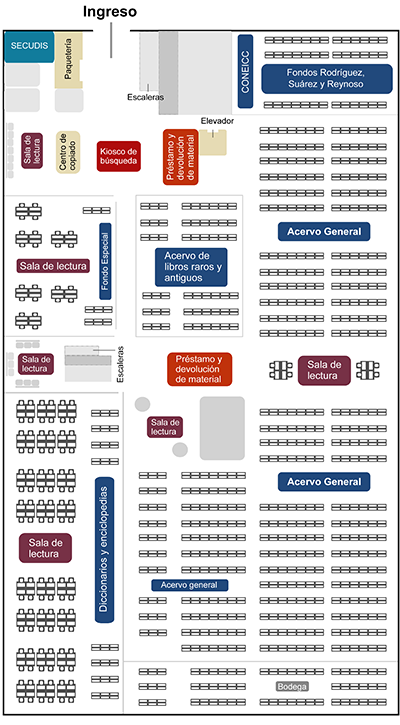 Ingreso
SECUDIS
Paquetería
Escaleras
CONEICC
Fondos Rodríguez,
Suárez y Reynoso
Elevador
Sala de
lectura
Centro de
copiado
Kiosco de
búsqueda
Préstamo y
devolución
de material
Acervo General
Sala de lectura
Fondo Especial
Acervo de
libros raros y
antiguos
Sala de
lectura
Escaleras
Préstamo y
devolución
de material
Sala de
lectura
Sala de
lectura
Acervo General
Diccionarios y enciclopedias
Sala de
lectura
Acervo general
Bodega